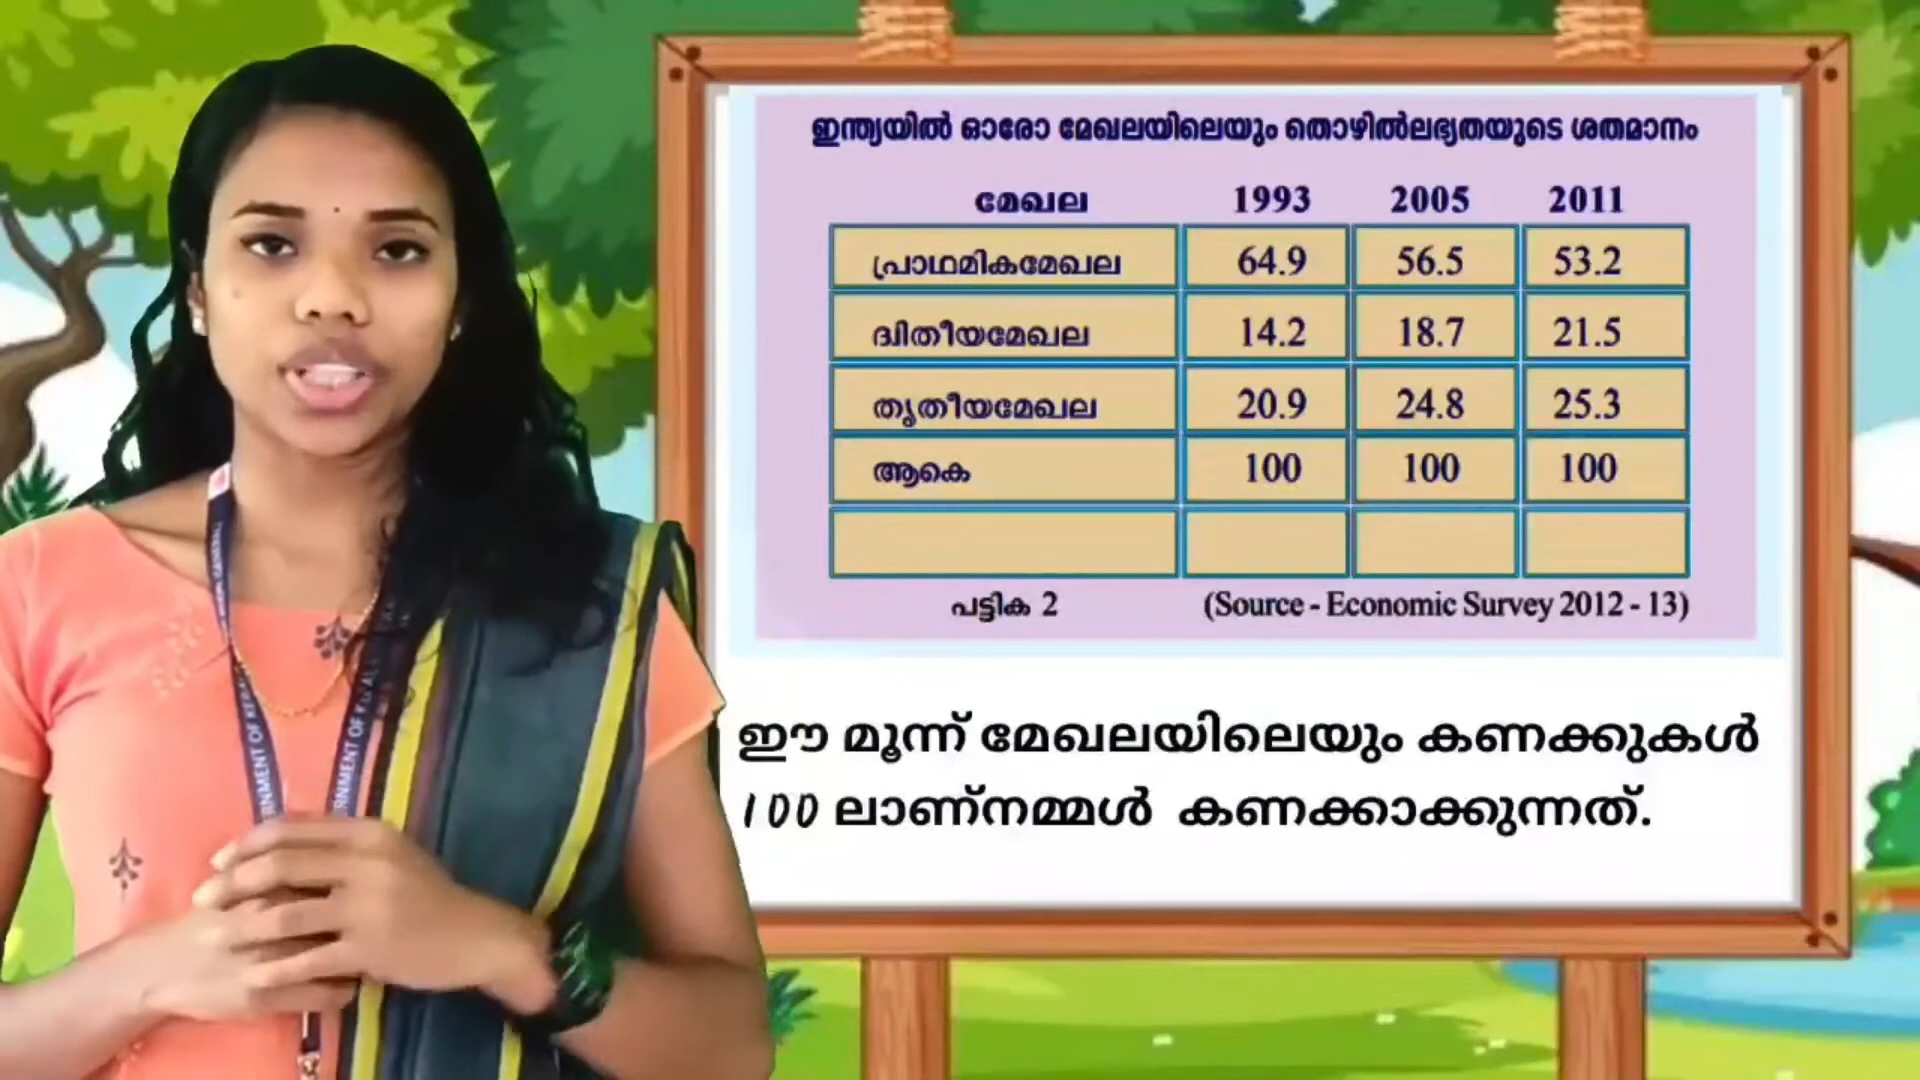 ഇന്ത്യയിൽ ഓരോ മേഖലയിലെയും തൊഴിൽലഭ്യതയുടെ ശതമാനം
മേഖല 1993 2005 2011
പ്രാഥമികമേഖല 64.9 56.5 53.2
ദ്വിതീയമേഖല 14.2 18.7 21.5
തൃതീയമേഖല 20.9 24.8 25.3
ആകെ 100 100 100
പട്ടിക 2 (Source - Economic Survey 2012 - 13)
ഈ മൂന്ന് മേഖലയിലെയും കണക്കുകൾ
100 ലാണ്നമ്മൾ കണക്കാക്കുന്നത്.